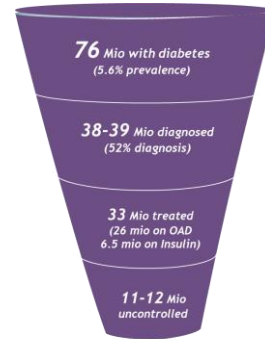 76 Mio with diabetes
(5.6% prevalence)
38-39 Mio diagnosed
(52% diagnosis)
33 Mio treated
(26 mio on OAD
6.5 mio on Insulin)
11-12 Mio
uncontrolled